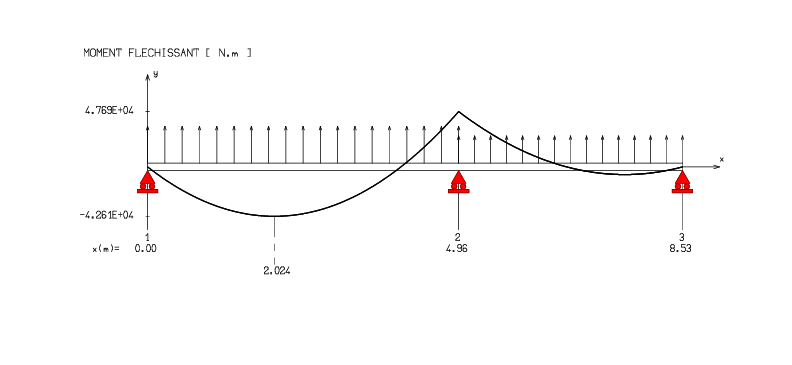 MOMENT FLECHISSANT [ N.m ]
y
4.769E+04
x
-4.261E+04
1 2 3
x(m)= 0.00 4.96 8.53
2.024